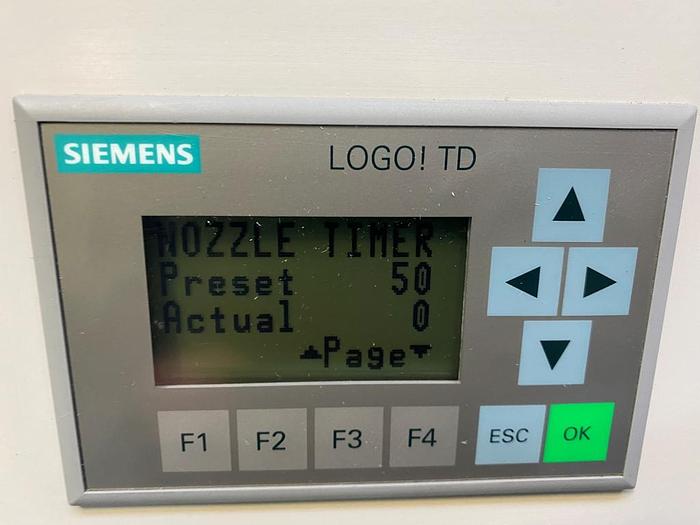 SIEMENS LOGO! TD
NOZZLE TIMER
Preset 50
Actual 0
▲Page▼
F1 F2 F3 F4 ESC OK